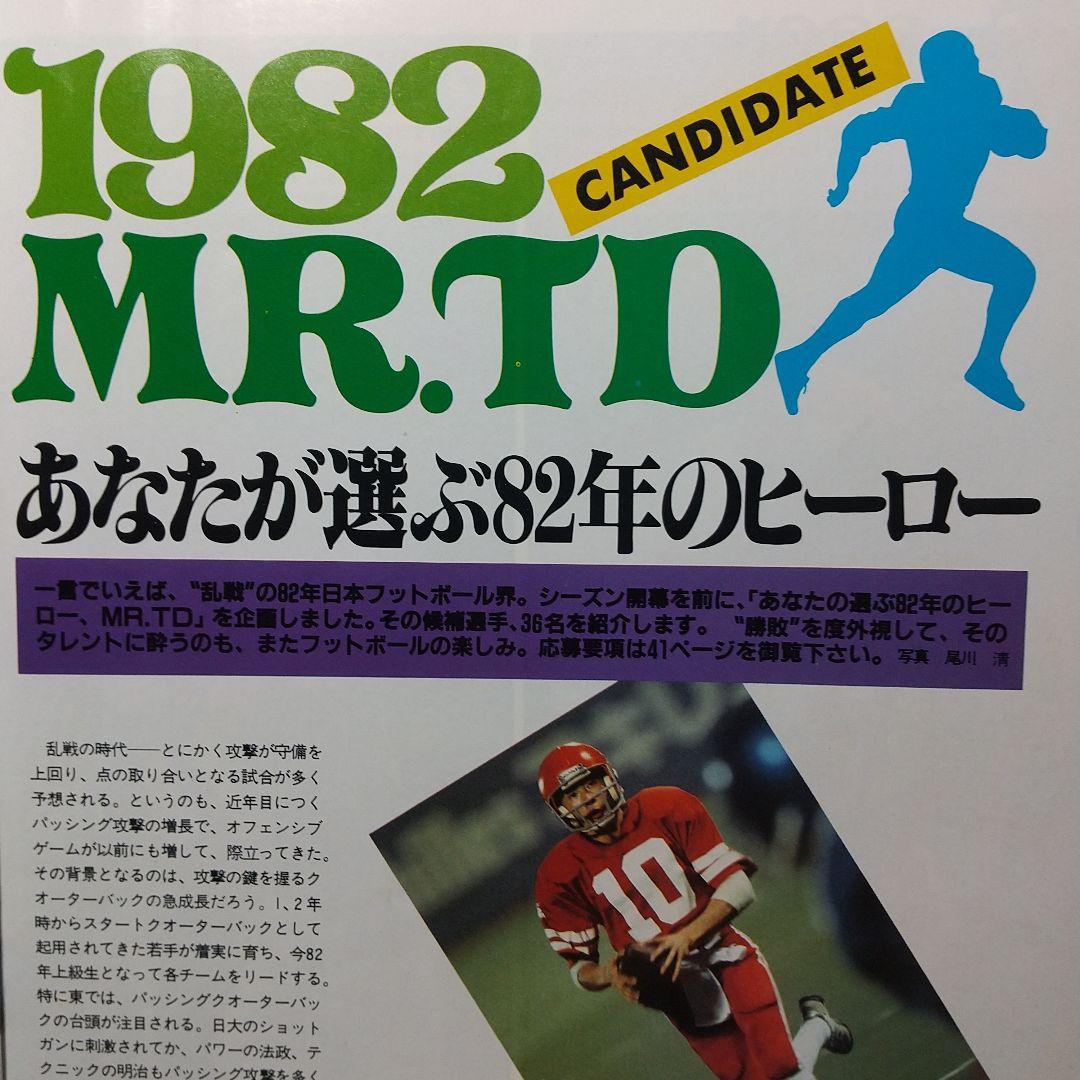 1982
CANDIDATE
MR.TD
あなたが選ぶ82年のヒーロー
一言でいえば、“乱戦”の82年日本フットボール界。シーズン開幕を前に、「あなたの選ぶ82年のヒー
ロー、MR.TD」を企画しました。その候補選手、36名を紹介します。“勝敗”を度外視して、その
タレントに酔うのも、またフットボールの楽しみ。応募要項は41ページを御覧下さい。 写真 尾川 清
乱戦の時代──とにかく攻撃が守備を
上回り、点の取り合いとなる試合が多く
予想される。というのも、近年目につく
パッシング攻撃の増長で、オフェンシブ
ゲームが以前にも増して、際立ってきた。
その背景となるのは、攻撃の鍵を握るク
オーターバックの急成長だろう。1、2年
時からスタートクオーターバックとして
起用されてきた若手が着実に育ち、今82
年上級生となって各チームをリードする。
特に東では、パッシングクオーターバッ
クの台頭が注目される。日大のショット
ガンに刺激されてか、パワーの法政、テ
クニックの明治もパッシング攻撃を多く
10